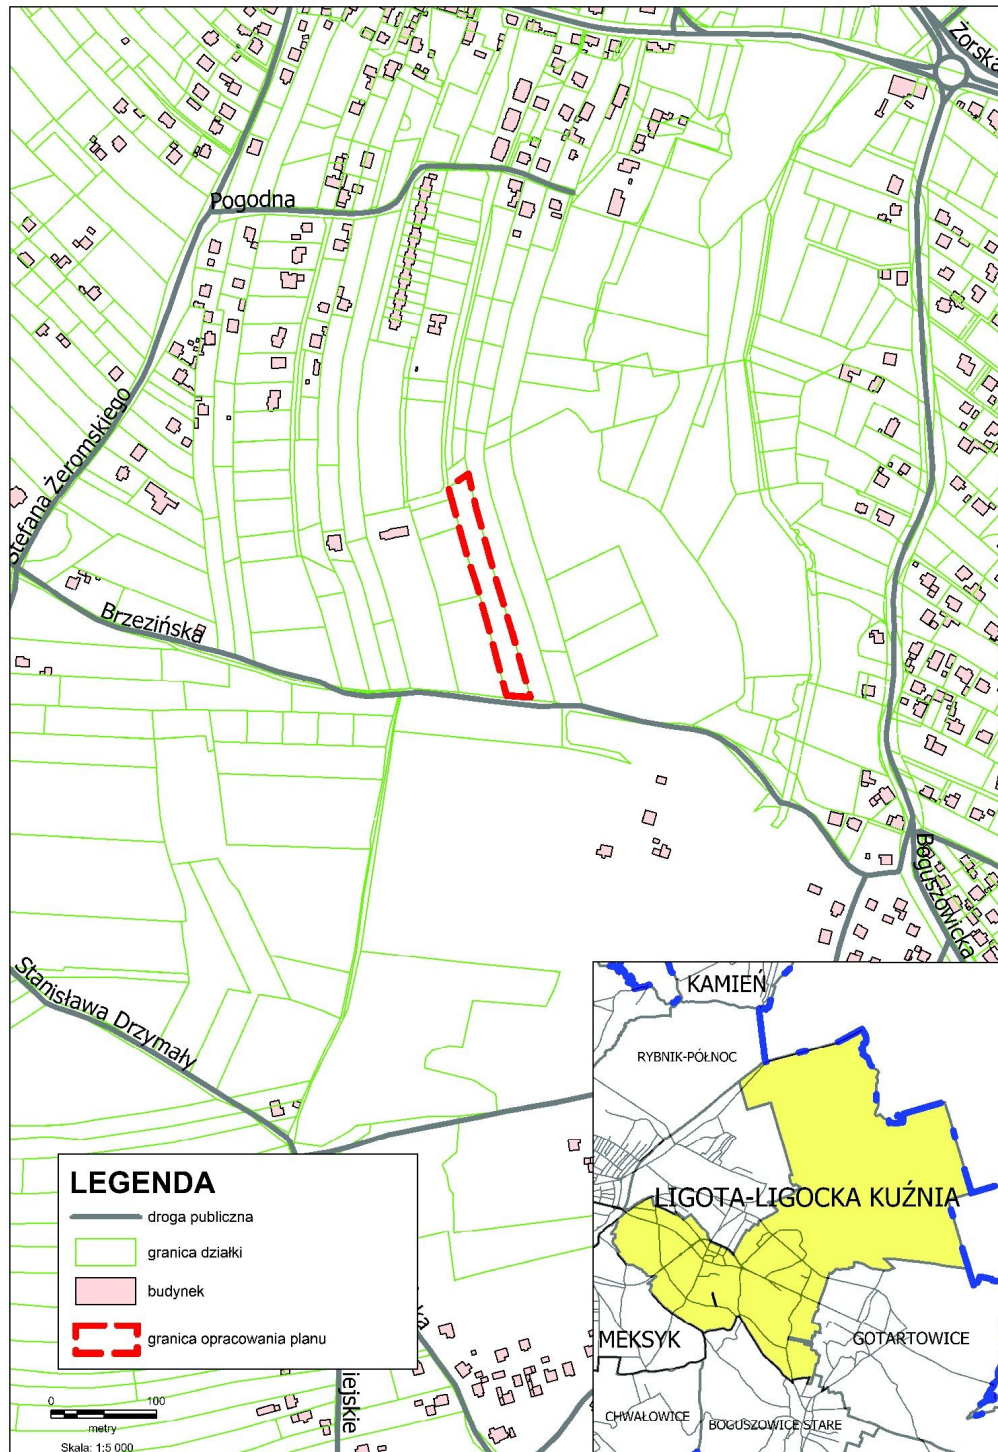 Żorska
Pogodna
Stefana Żeromskiego
Brzezińska
Boguszowicka
Stanisława Drzymały
KAMIEŃ
RYBNIK-PÓŁNOC
LIGOTA-LIGOCKA KUŹNIA
MEKSYK
GOTARTOWICE
CHWAŁOWICE
BOGUSZOWICE STARE
LEGENDA
droga publiczna
granica działki
budynek
granica opracowania planu
0 100
metry
Skala: 1:5 000